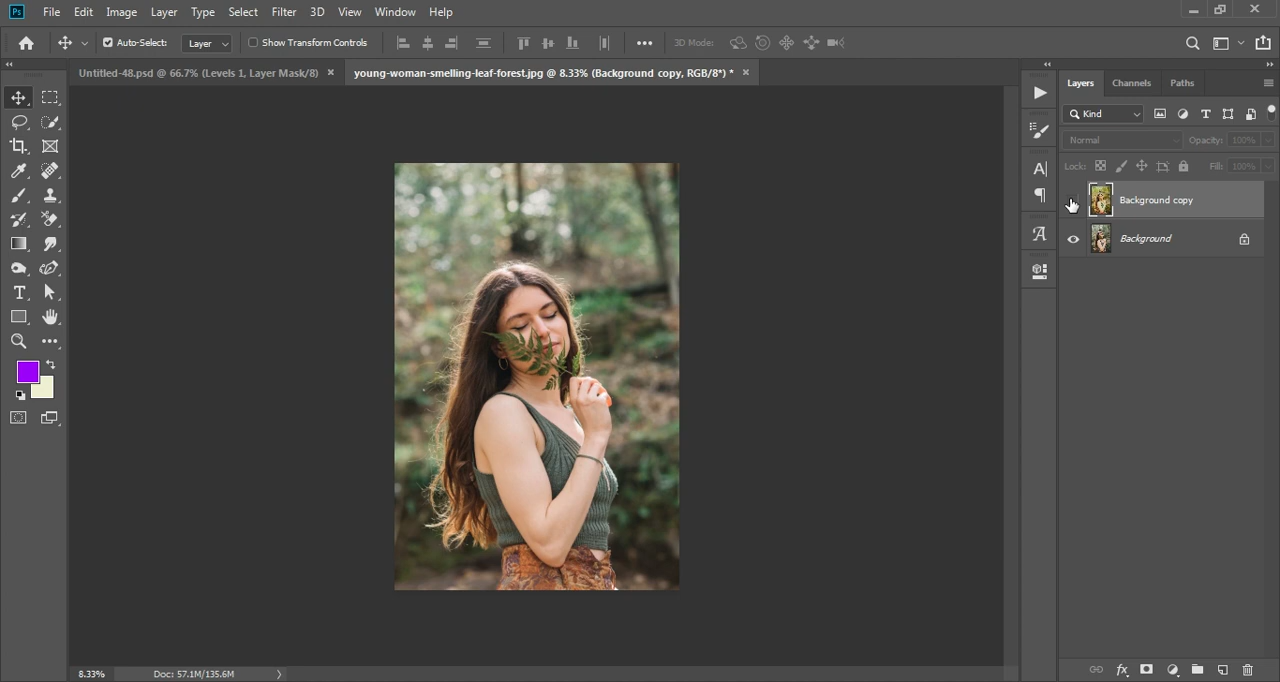 Ps File Edit Image Layer Type Select Filter 3D View Window Help
Auto-Select: Layer Show Transform Controls 3D Mode:
Untitled-48.psd @ 66.7% (Levels 1, Layer Mask/8) × young-woman-smelling-leaf-forest.jpg @ 8.33% (Background copy, RGB/8*) * ×
Layers Channels Paths
Kind
Normal Opacity: 100%
Lock: Fill: 100%
Background copy
Background
8.33% Doc: 57.1M/135.6M